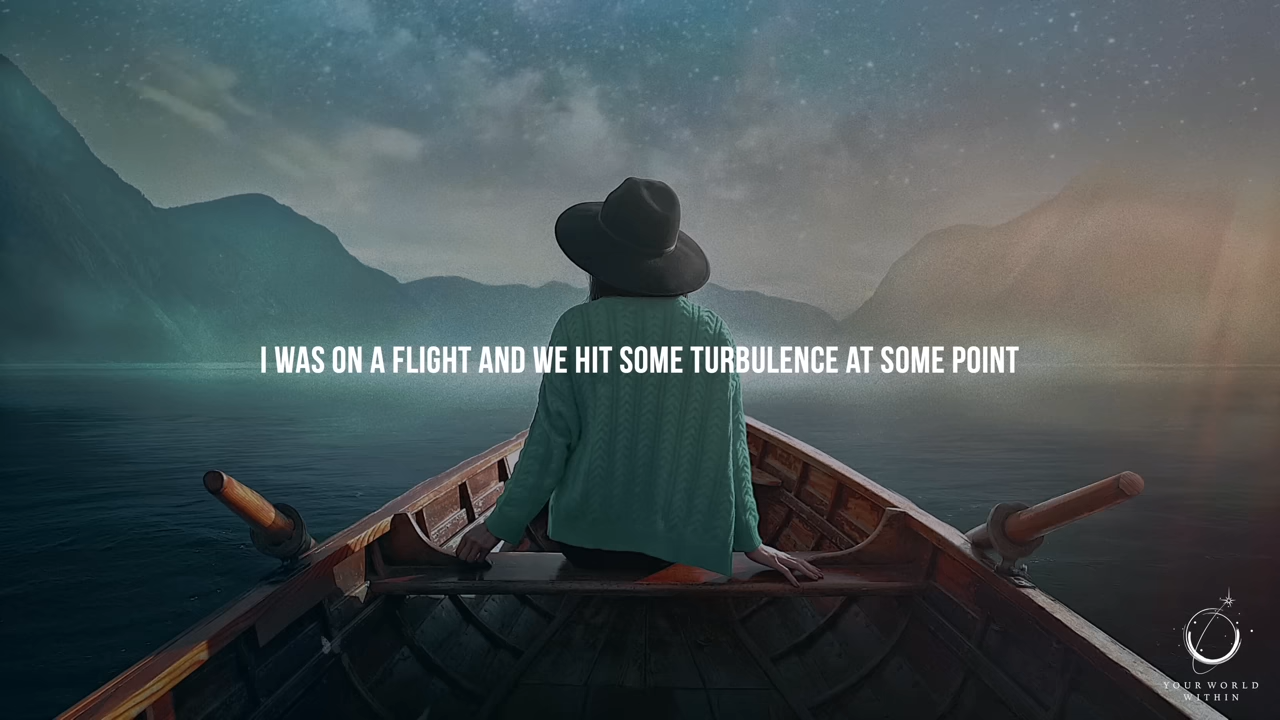 I WAS ON A FLIGHT AND WE HIT SOME TURBULENCE AT SOME POINT
YOUR WORLD
WITHIN